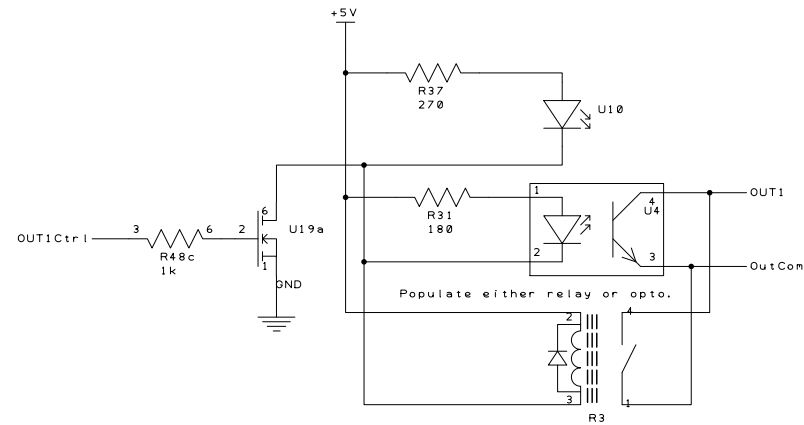 +5V
R37
270
U10
1
OUT1
4
U4
R31
180
6
U19a
3
6
2
OUT1Ctrl
R48c
1k
1
2
3
OutCom
GND
Populate either relay or opto.
2
4
3
1
R3